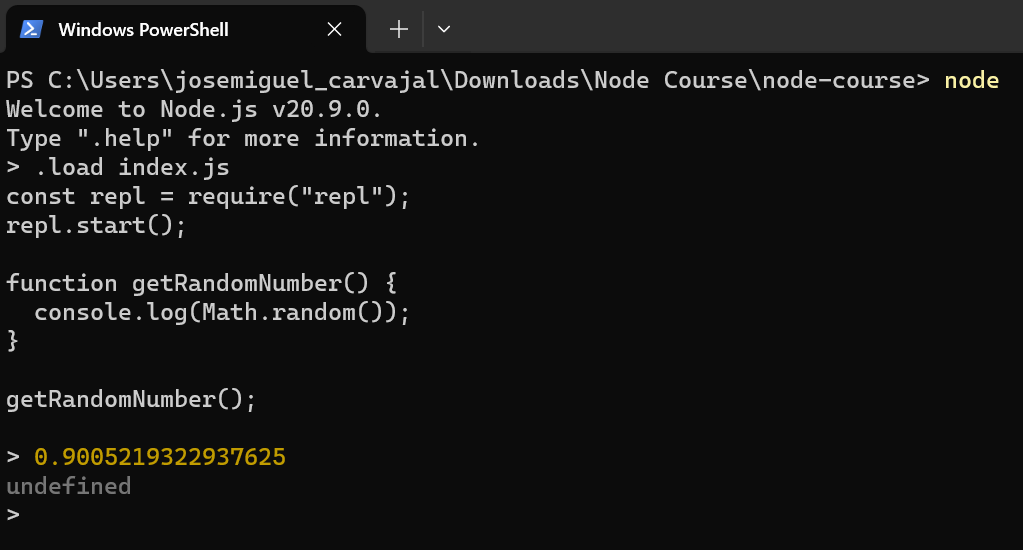 Windows PowerShell
PS C:\Users\josemiguel_carvajal\Downloads\Node Course\node-course> node
Welcome to Node.js v20.9.0.
Type ".help" for more information.
> .load index.js
const repl = require("repl");
repl.start();

function getRandomNumber() {
  console.log(Math.random());
}

getRandomNumber();

> 0.9005219322937625
undefined
>